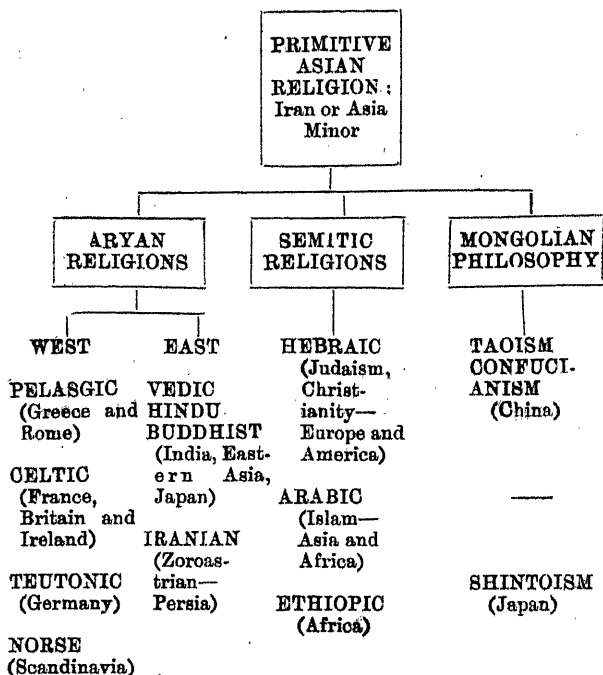 PRIMITIVE
ASIAN
RELIGION :
Iran or Asia
Minor
ARYAN
RELIGIONS
SEMITIC
RELIGIONS
MONGOLIAN
PHILOSOPHY
WEST
PELASGIC
(Greece and
Rome)
CELTIC
(France,
Britain and
Ireland)
TEUTONIC
(Germany)
NORSE
(Scandinavia)
EAST
VEDIC
HINDU
BUDDHIST
(India, East-
ern Asia,
Japan)
IRANIAN
(Zoroas-
trian—
Persia)
HEBRAIC
(Judaism,
Christ-
ianity—
Europe and
America)
ARABIC
(Islam—
Asia and
Africa)
ETHIOPIC
(Africa)
TAOISM
CONFUCI-
ANISM
(China)
—
SHINTOISM
(Japan)